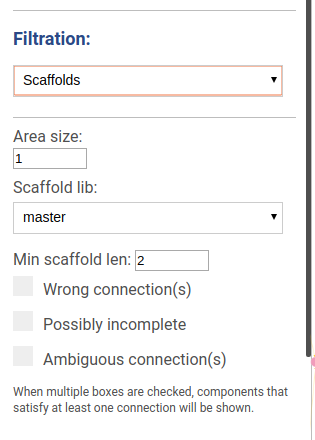 Filtration:
Scaffolds
Area size:
1
Scaffold lib:
master
Min scaffold len: 2
Wrong connection(s)
Possibly incomplete
Ambiguous connection(s)
When multiple boxes are checked, components that
satisfy at least one connection will be shown.